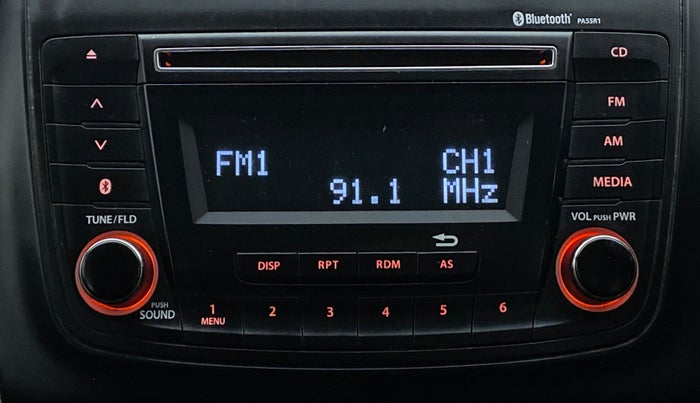 Bluetooth® PA5SR1
CD
FM
AM
MEDIA
FM1 CH1
91.1 MHz
TUNE/FLD
VOL PUSH PWR
DISP RPT RDM AS
PUSH
SOUND
1 2 3 4 5 6
MENU